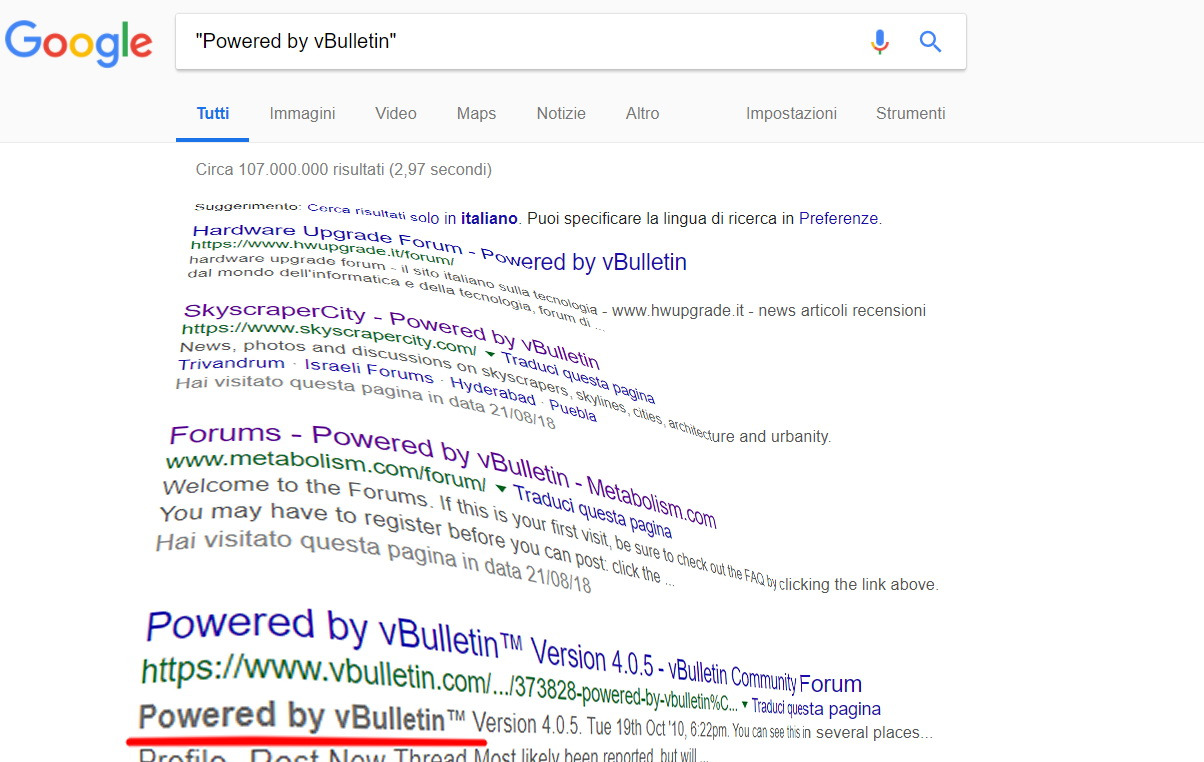 Google
"Powered by vBulletin"
Tutti Immagini Video Maps Notizie Altro Impostazioni Strumenti
Circa 107.000.000 risultati (2,97 secondi)
Suggerimento: Cerca risultati solo in italiano. Puoi specificare la lingua di ricerca in Preferenze.
Hardware Upgrade Forum - Powered by vBulletin
https://www.hwupgrade.it/forum/
hardware upgrade forum - il sito italiano sulla tecnologia - www.hwupgrade.it - news articoli recensioni
dal mondo dell'informatica e della tecnologia, forum di ...
SkyscraperCity - Powered by vBulletin
https://www.skyscrapercity.com/ Traduci questa pagina
News, photos and discussions on skyscrapers, skylines, cities, architecture and urbanity.
Trivandrum · Israeli Forums · Hyderabad · Puebla
Hai visitato questa pagina in data 21/08/18
Forums - Powered by vBulletin - Metabolism.com
www.metabolism.com/forum/ Traduci questa pagina
Welcome to the Forums. If this is your first visit, be sure to check out the FAQ by clicking the link above.
You may have to register before you can post: click the ...
Hai visitato questa pagina in data 21/08/18
Powered by vBulletin™ Version 4.0.5 - vBulletin Community Forum
https://www.vbulletin.com/.../373828-powered-by-vbulletin%C... Traduci questa pagina
Powered by vBulletin™ Version 4.0.5. Tue 19th Oct '10, 6:22pm. You can see this in several places...
Profile - Post New Thread Most likely been reported, but will ...